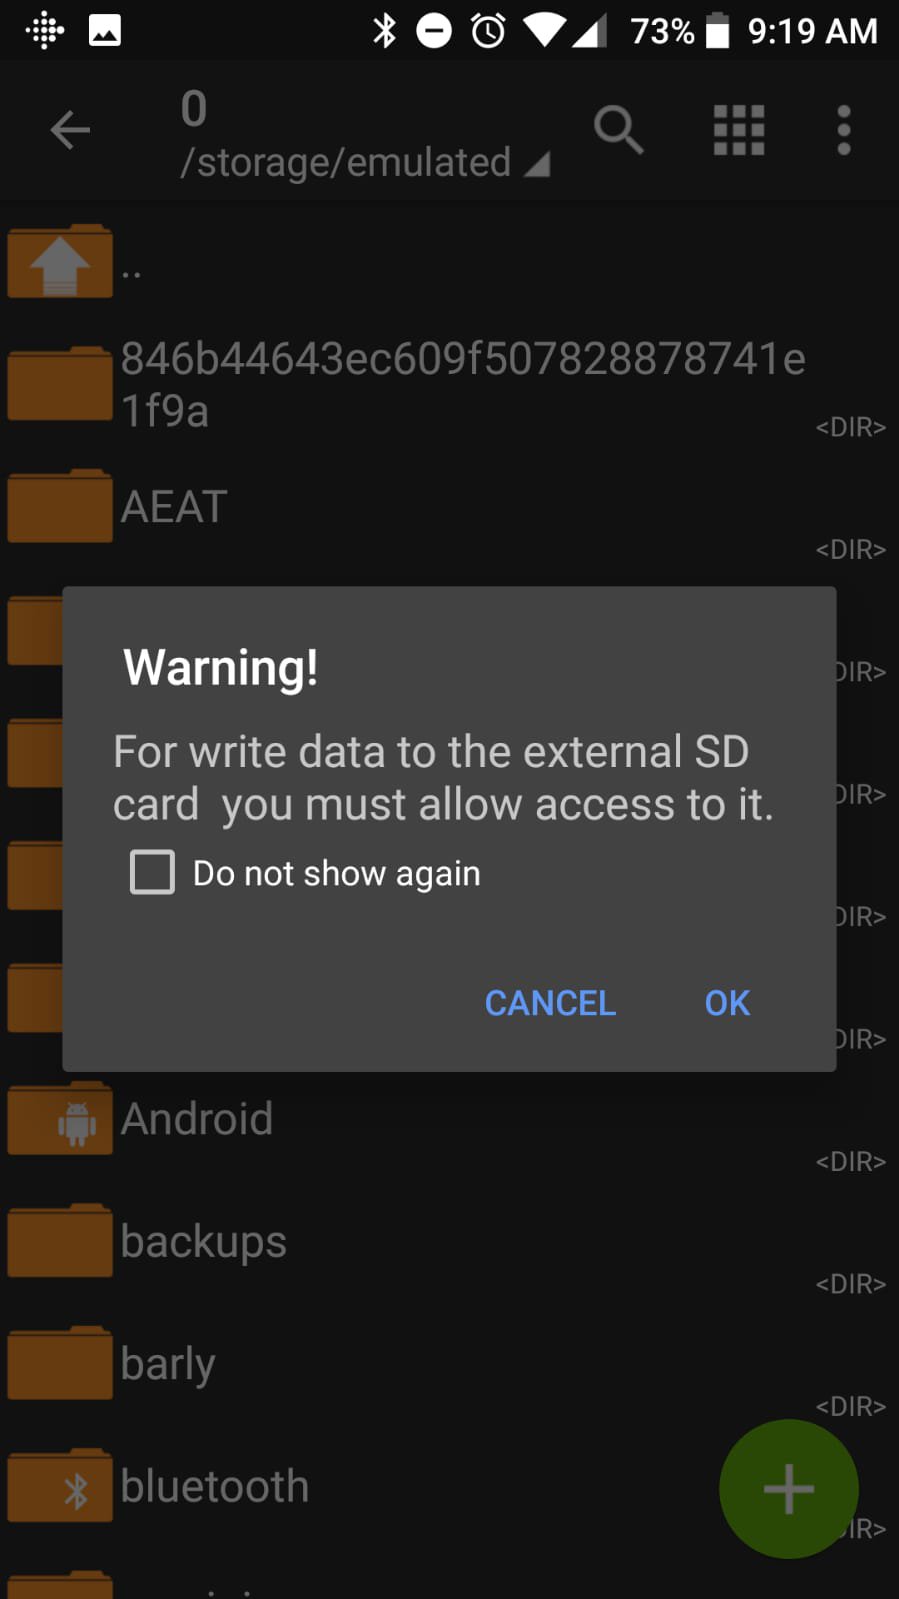 73% 9:19 AM
0
/storage/emulated
..
846b44643ec609f507828878741e
1f9a
<DIR>
AEAT
<DIR>
DIR>
Warning!
For write data to the external SD
card  you must allow access to it.
DIR>
Do not show again
DIR>
CANCEL OK
DIR>
Android
<DIR>
backups
<DIR>
barly
<DIR>
bluetooth
IR>